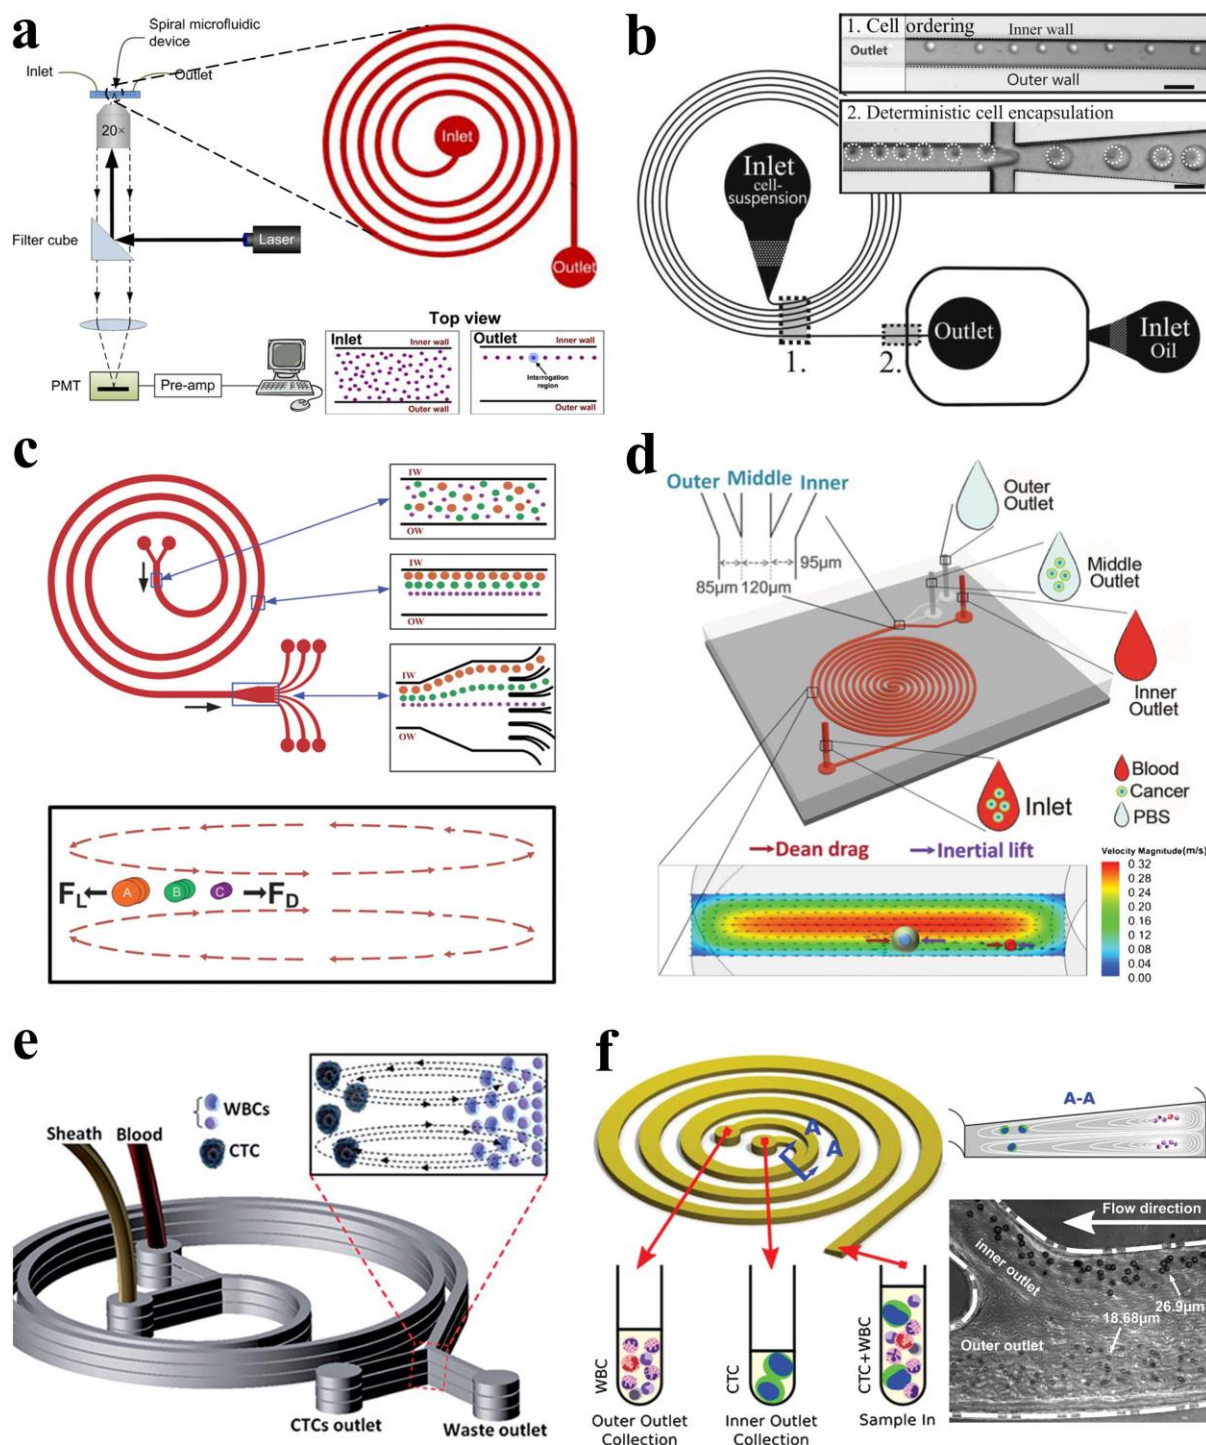 a
Spiral microfluidic
device
Inlet
Outlet
20×
Filter cube
Laser
PMT
Pre-amp
Inlet
Outlet
Top view
Inlet
Inner wall
Outer wall
Outlet
Inner wall
Interrogation
region
Outer wall
b
1. Cell ordering
Inner wall
Outlet
Outer wall
2. Deterministic cell encapsulation
Inlet
cell-
suspension
1.
2.
Outlet
Inlet
Oil
c
IW
OW
IW
OW
IW
OW
FL
A
B
C
FD
d
Outer Middle Inner
95μm
85μm 120μm
Outer
Outlet
Middle
Outlet
Inner
Outlet
Inlet
Blood
Cancer
PBS
Dean drag
Inertial lift
Velocity Magnitude(m/s)
0.32
0.28
0.24
0.20
0.16
0.12
0.08
0.04
0.00
e
WBCs
CTC
Sheath
Blood
CTCs outlet
Waste outlet
f
A
A
A-A
WBC
Outer Outlet
Collection
CTC
Inner Outlet
Collection
CTC+WBC
Sample In
Flow direction
inner outlet
26.9μm
18.68μm
Outer outlet